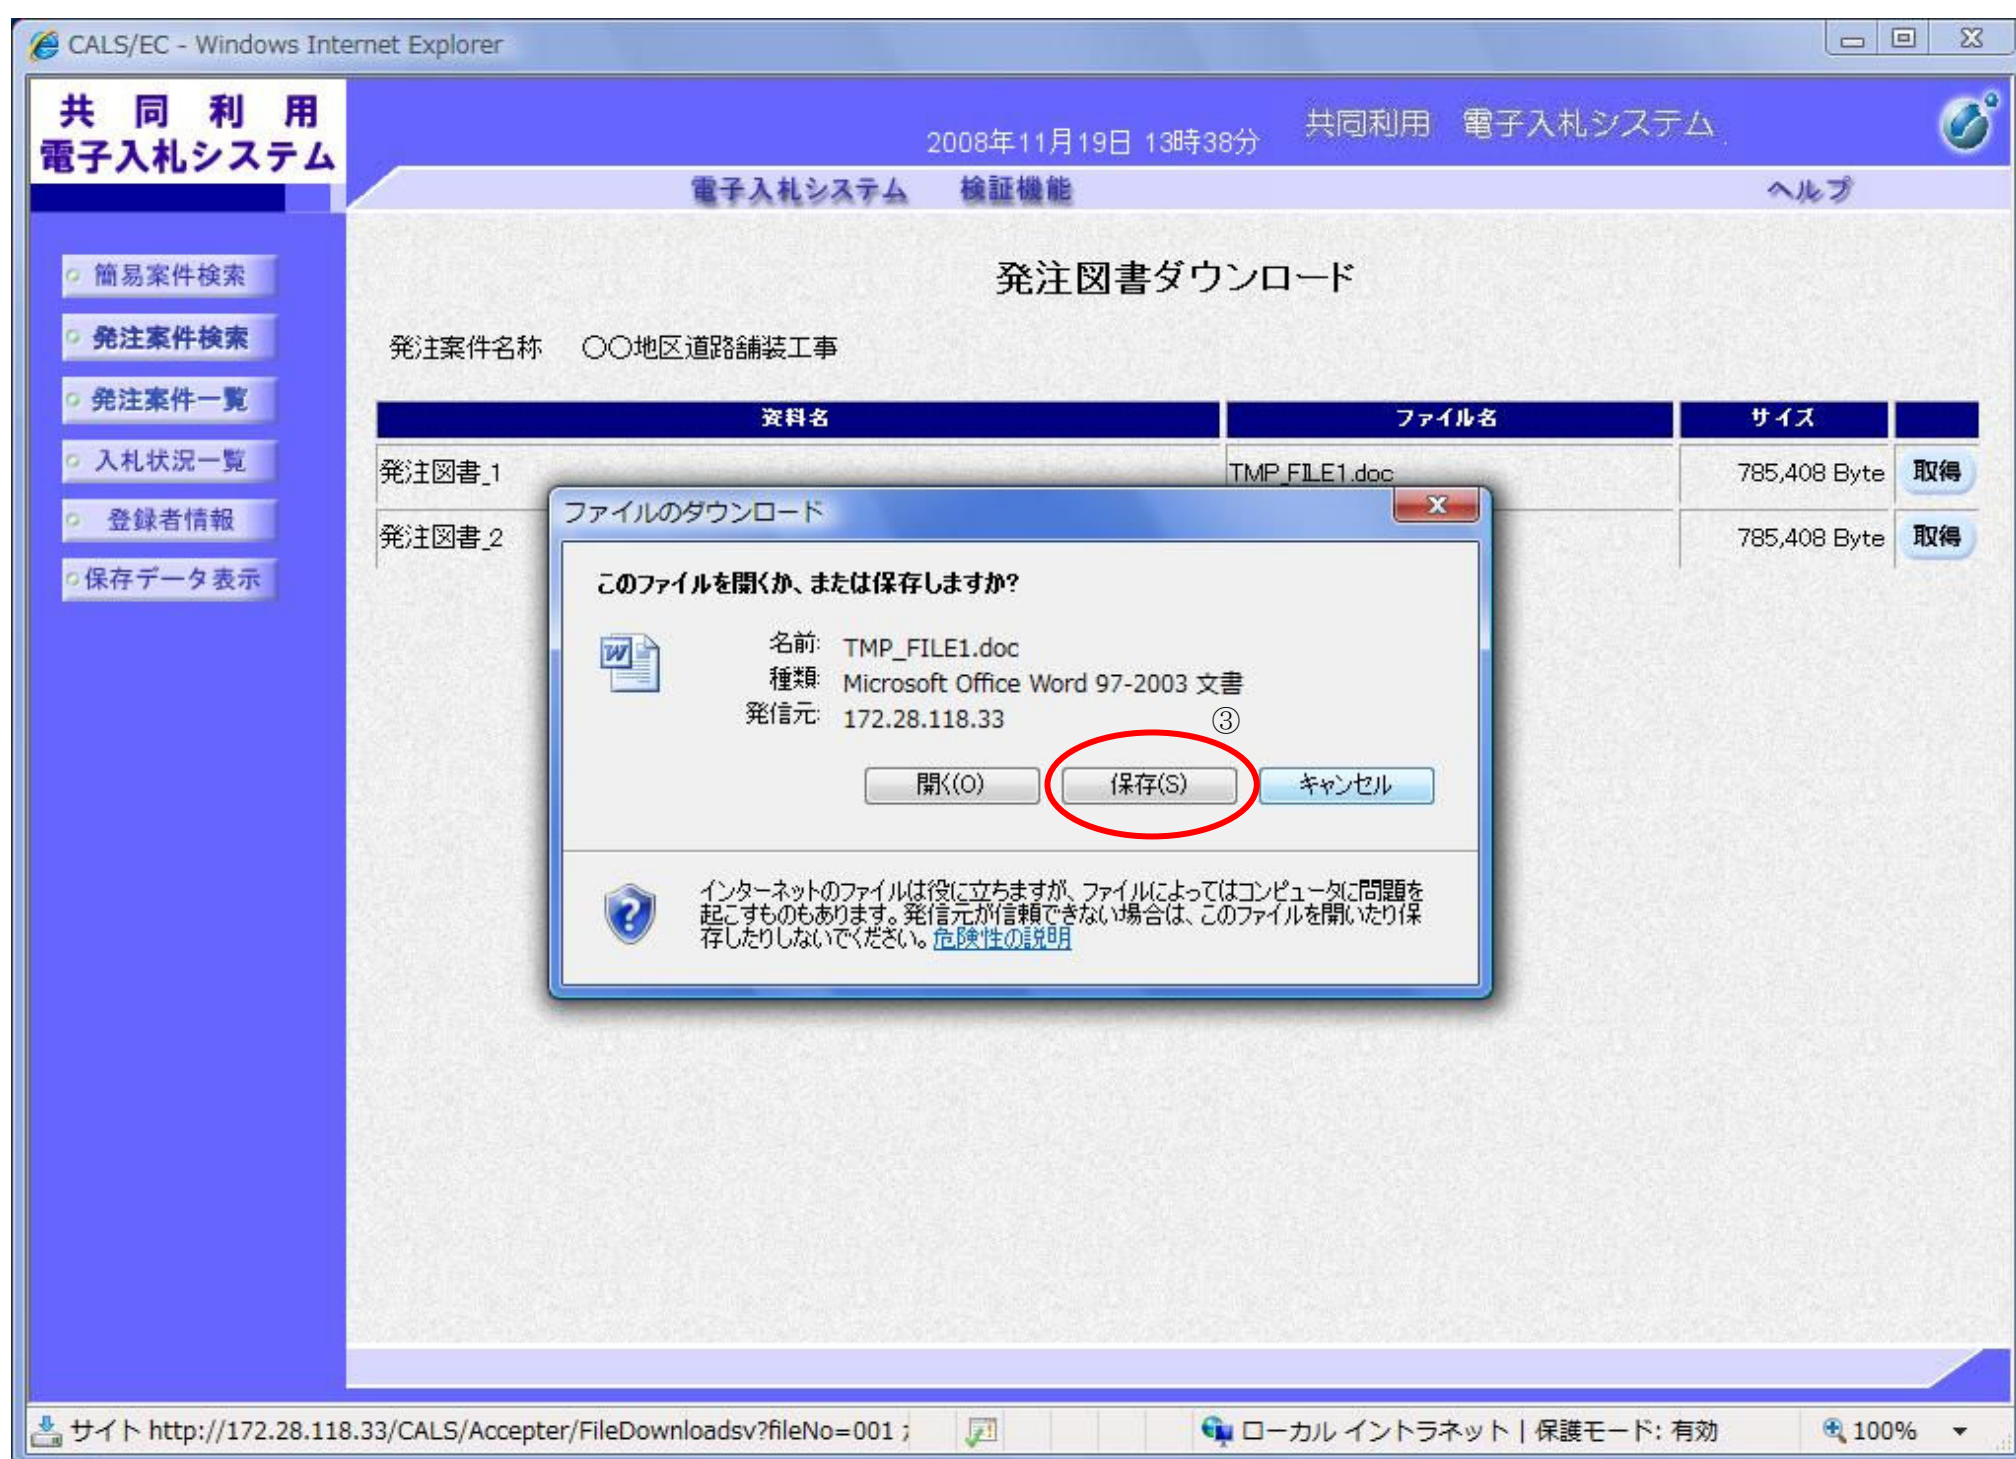 CALS/EC - Windows Internet Explorer
共同利用
電子入札システム
2008年11月19日 13時38分
共同利用 電子入札システム
電子入札システム 検証機能 ヘルプ
簡易案件検索
発注案件検索
発注案件一覧
入札状況一覧
登録者情報
保存データ表示
発注図書ダウンロード
発注案件名称 〇〇地区道路舗装工事
資料名 ファイル名 サイズ
発注図書_1 TMP_FILE1.doc 785,408 Byte 取得
発注図書_2 785,408 Byte 取得
ファイルのダウンロード
このファイルを開くか、または保存しますか?
名前: TMP_FILE1.doc
種類: Microsoft Office Word 97-2003 文書
発信元: 172.28.118.33
③
開く(O) 保存(S) キャンセル
インターネットのファイルは役に立ちますが、ファイルによってはコンピュータに問題を
起こすものもあります。発信元が信頼できない場合は、このファイルを開いたり保
存したりしないでください。危険性の説明
サイト http://172.28.118.33/CALS/Accepter/FileDownloadsv?fileNo=001
ローカル イントラネット | 保護モード: 有効
100%